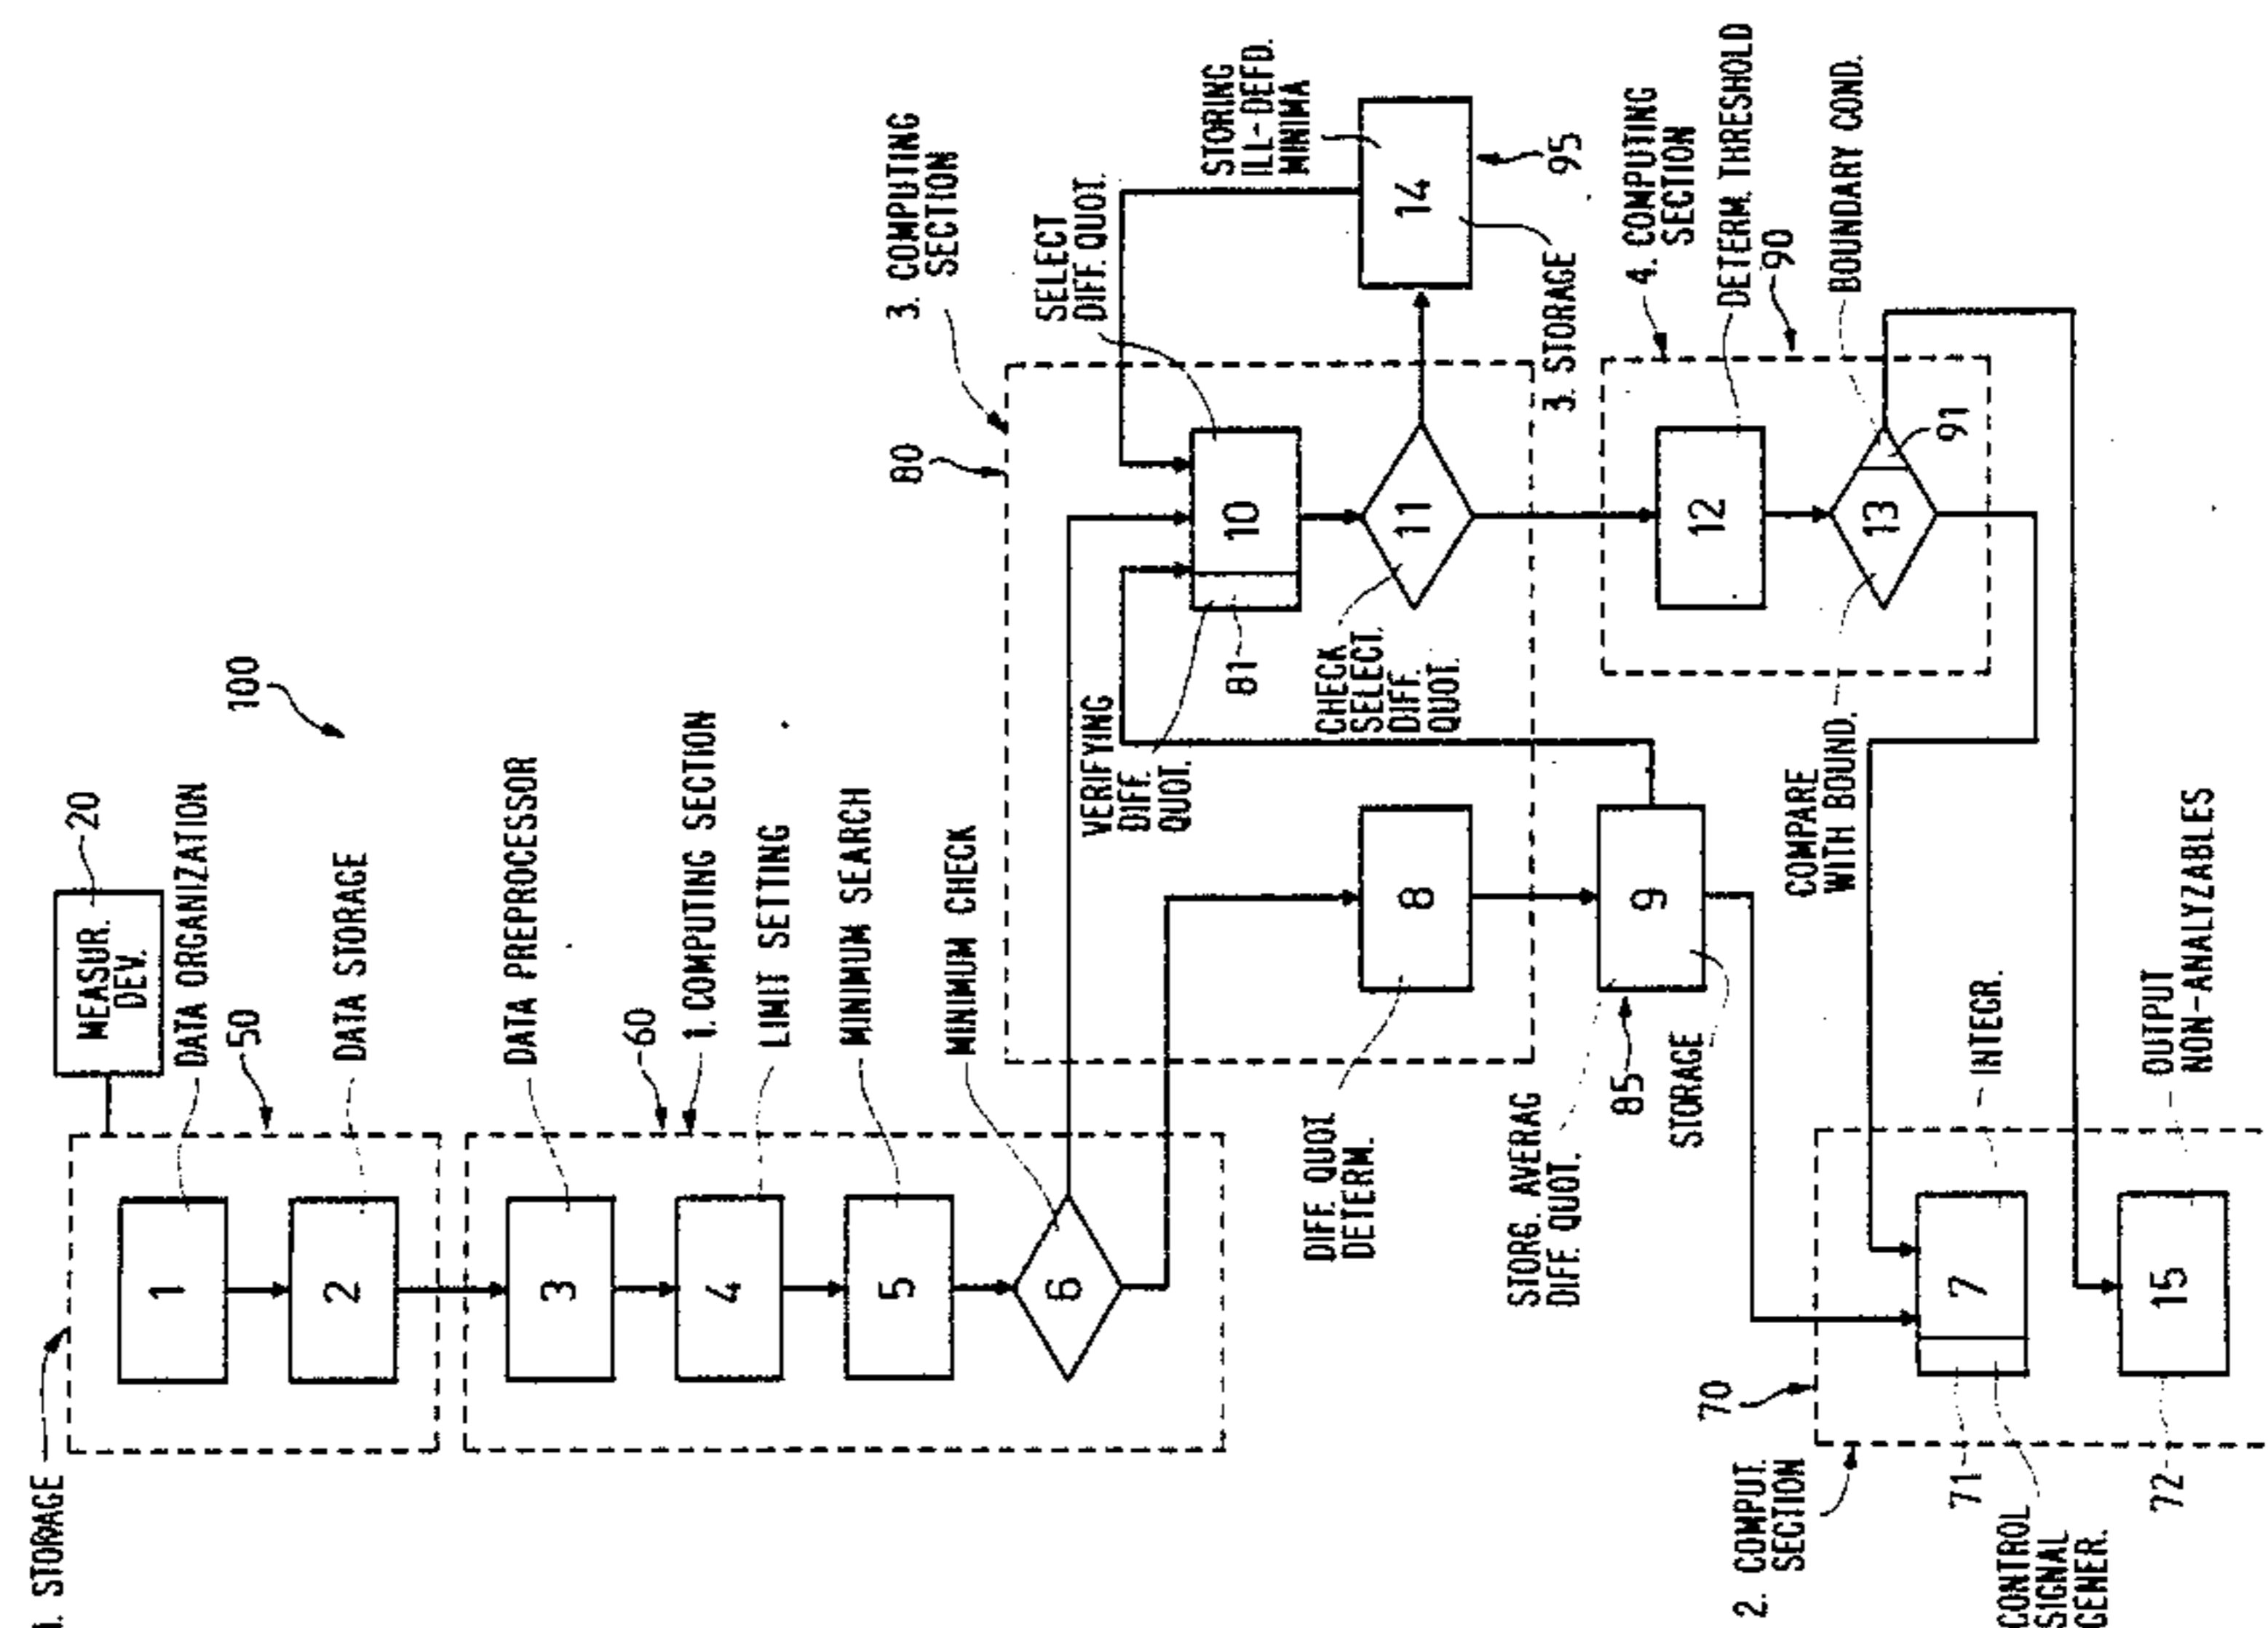 1. STORAGE
MEASUR.
DEV.
20
DATA ORGANIZATION
50
DATA STORAGE
100
DATA PREPROCESSOR
60
1. COMPUTING SECTION
LIMIT SETTING
MINIMUM SEARCH
MINIMUM CHECK
1
2
3
4
5
6
3. COMPUTING
SECTION
80
SELECT
DIFF. QUOT.
STORING
ILL-DEFD.
MINIMA
14
95
3. STORAGE
10
81
VERIFYING
DIFF.
QUOT.
11
CHECK
SELECT.
DIFF.
QUOT.
8
DIFF. QUOT.
DETERM.
9
STORG. AVERAG
DIFF. QUOT.
85
STORAGE
4. COMPUTING
SECTION
90
DETERM. THRESHOLD
BOUNDARY COND.
12
13
91
COMPARE
WITH BOUND.
2. COMPUT.
SECTION
70
INTEGR.
7
71
CONTROL
SIGNAL
GENER.
OUTPUT
NON-ANALYZABLES
15
72